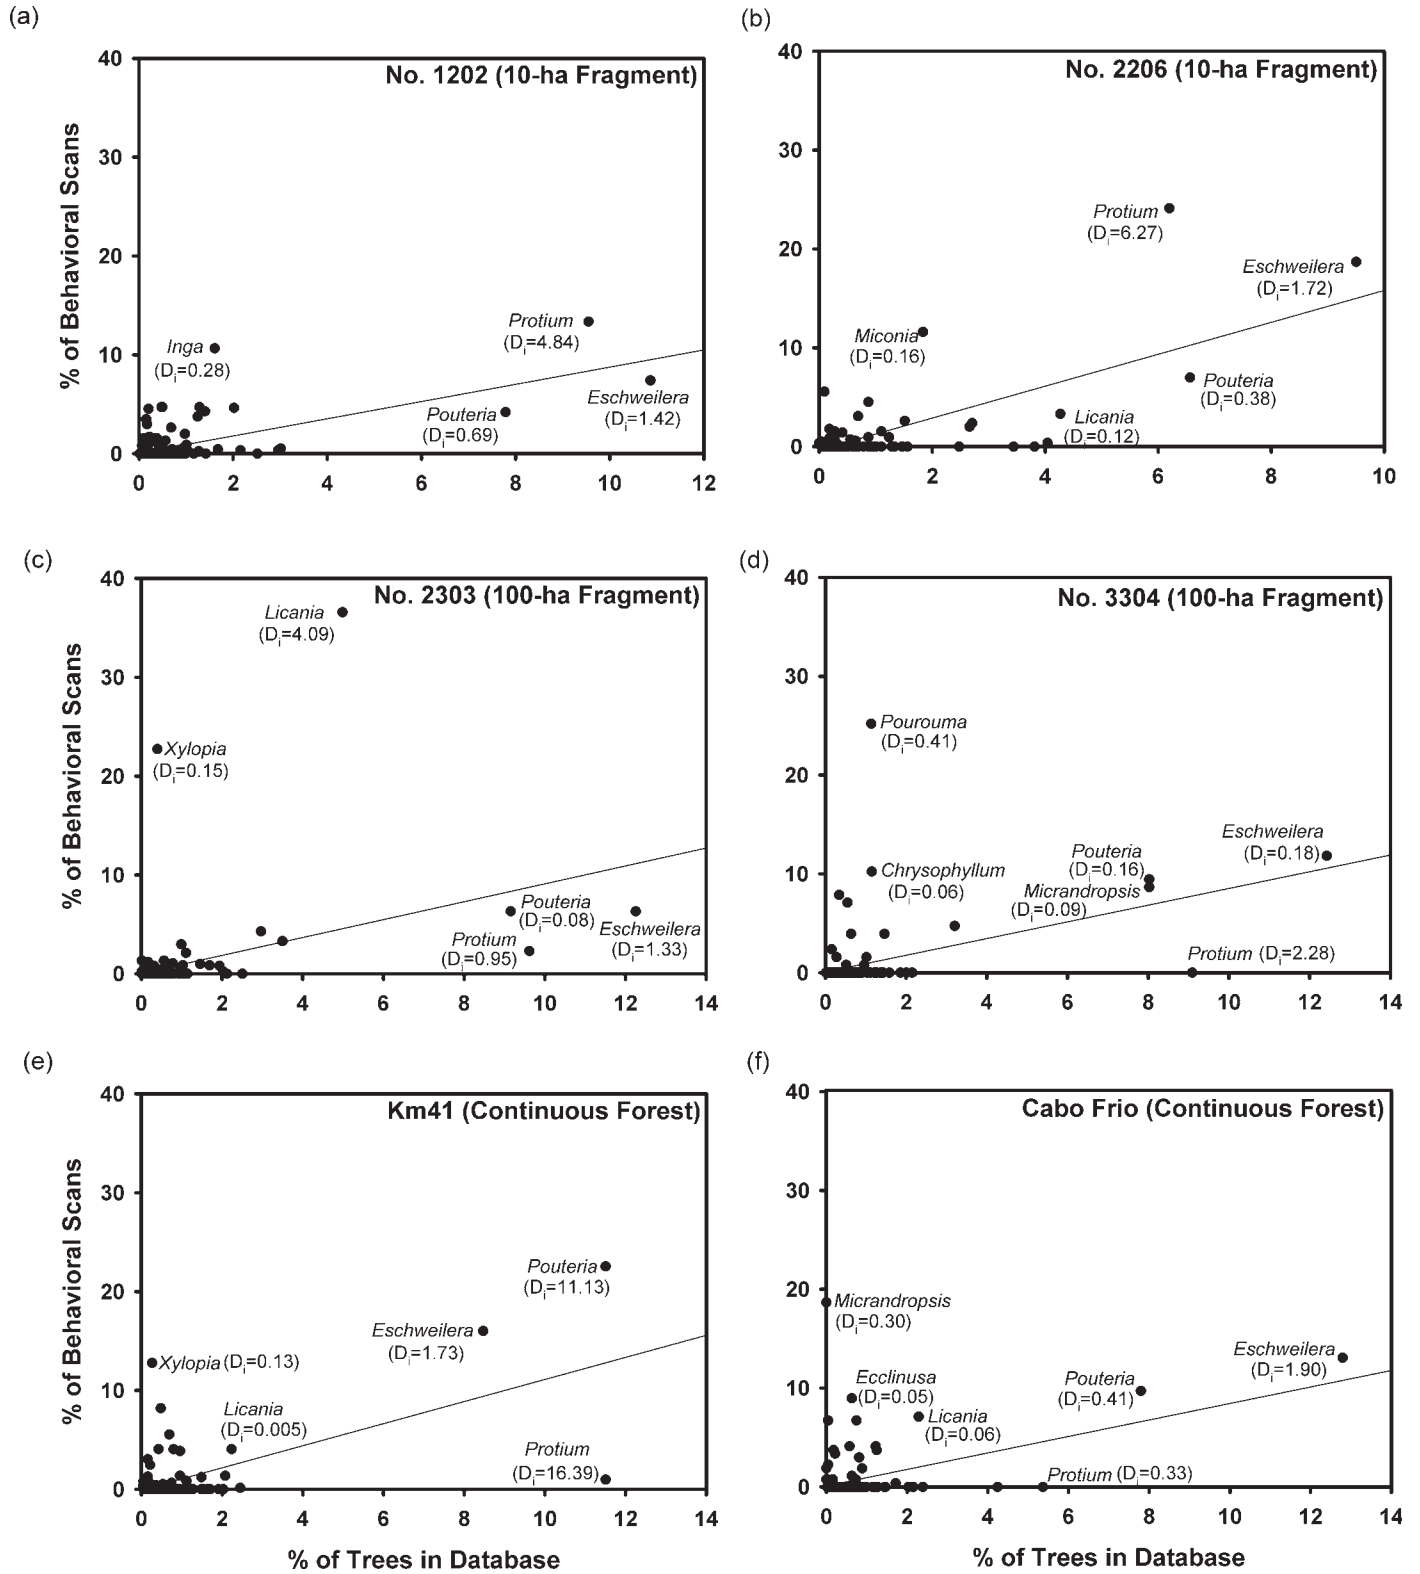 (a)
No. 1202 (10-ha Fragment)
% of Behavioral Scans
40
30
20
10
0
Inga
(Di=0.28)
Protium
(Di=4.84)
Pouteria
(Di=0.69)
Eschweilera
(Di=1.42)
0 2 4 6 8 10 12
(b)
No. 2206 (10-ha Fragment)
40
30
20
10
0
Protium
(Di=6.27)
Eschweilera
(Di=1.72)
Miconia
(Di=0.16)
Pouteria
(Di=0.38)
Licania
(Di=0.12)
0 2 4 6 8 10
(c)
No. 2303 (100-ha Fragment)
% of Behavioral Scans
40
30
20
10
0
Licania
(Di=4.09)
Xylopia
(Di=0.15)
Pouteria
(Di=0.08)
Protium
(Di=0.95)
Eschweilera
(Di=1.33)
0 2 4 6 8 10 12 14
(d)
No. 3304 (100-ha Fragment)
40
30
20
10
0
Pourouma
(Di=0.41)
Chrysophyllum
(Di=0.06)
Pouteria
(Di=0.16)
Micrandropsis
(Di=0.09)
Eschweilera
(Di=0.18)
Protium (Di=2.28)
0 2 4 6 8 10 12 14
(e)
Km41 (Continuous Forest)
% of Behavioral Scans
40
30
20
10
0
Pouteria
(Di=11.13)
Eschweilera
(Di=1.73)
Xylopia (Di=0.13)
Licania
(Di=0.005)
Protium
(Di=16.39)
0 2 4 6 8 10 12 14
% of Trees in Database
(f)
Cabo Frio (Continuous Forest)
40
30
20
10
0
Micrandropsis
(Di=0.30)
Ecclinusa
(Di=0.05)
Licania
(Di=0.06)
Pouteria
(Di=0.41)
Eschweilera
(Di=1.90)
Protium (Di=0.33)
0 2 4 6 8 10 12 14
% of Trees in Database